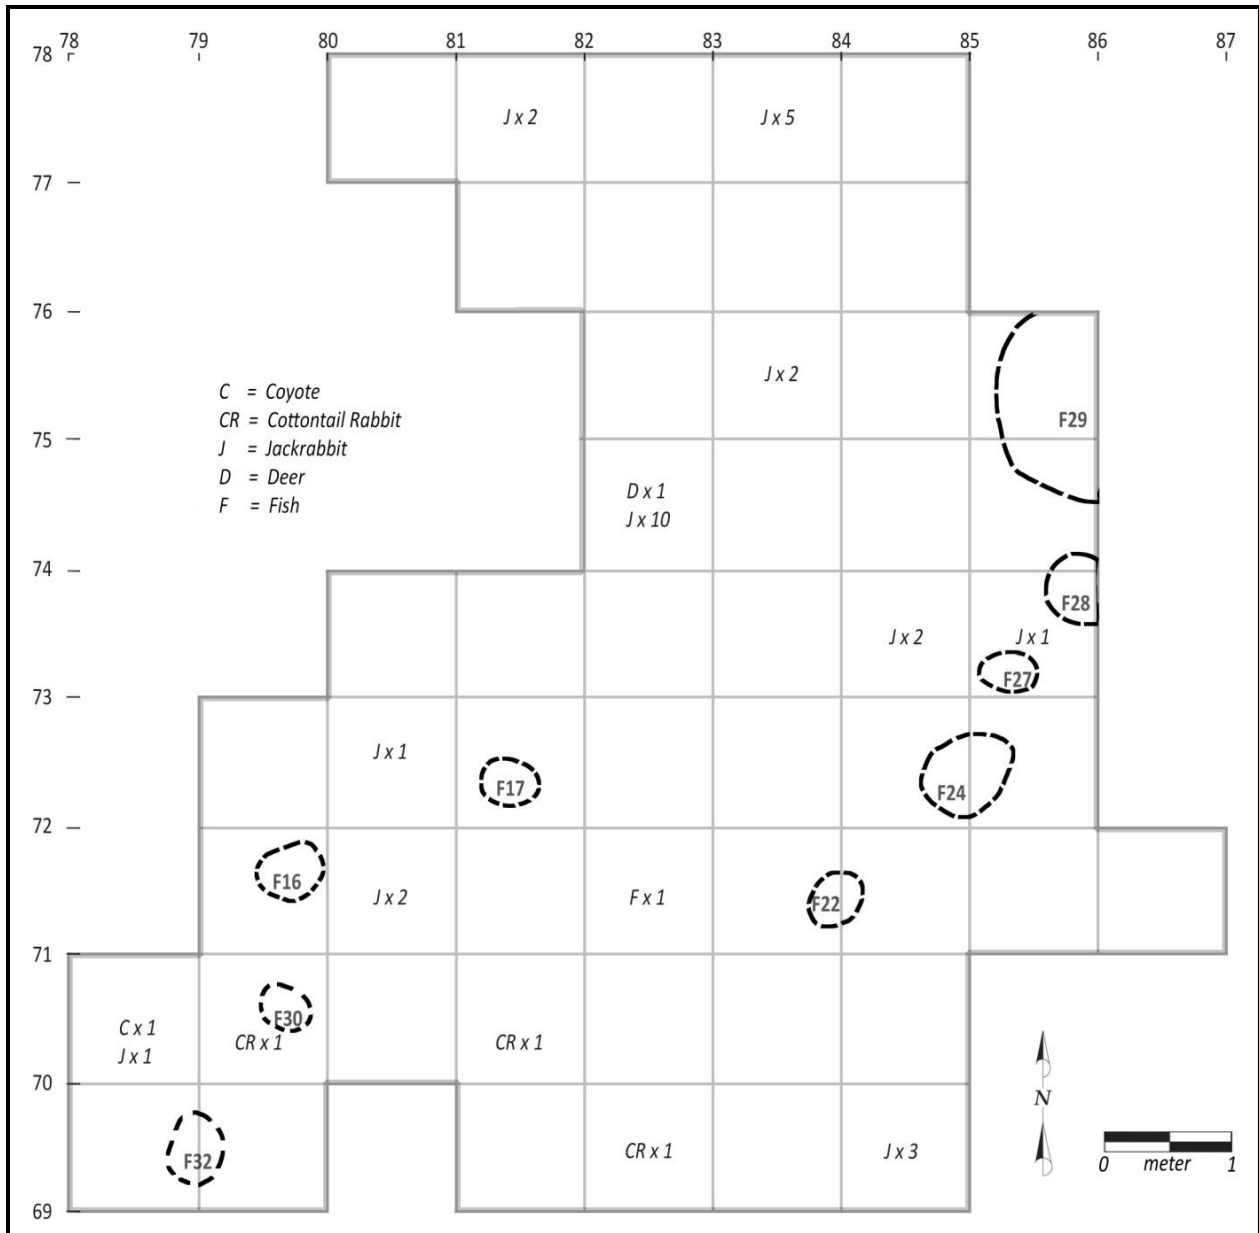 78 79 80 81 82 83 84 85 86 87
78
J x 2 J x 5
77
76
J x 2
C = Coyote
CR = Cottontail Rabbit
J = Jackrabbit
D = Deer
F = Fish
F29
75
D x 1
J x 10
74
F28
J x 2 J x 1
F27
73
J x 1
F17
F24
72
F16
J x 2 F x 1 F22
71
F30
C x 1
J x 1
CR x 1 CR x 1
70
N
F32
CR x 1 J x 3
0 meter 1
69